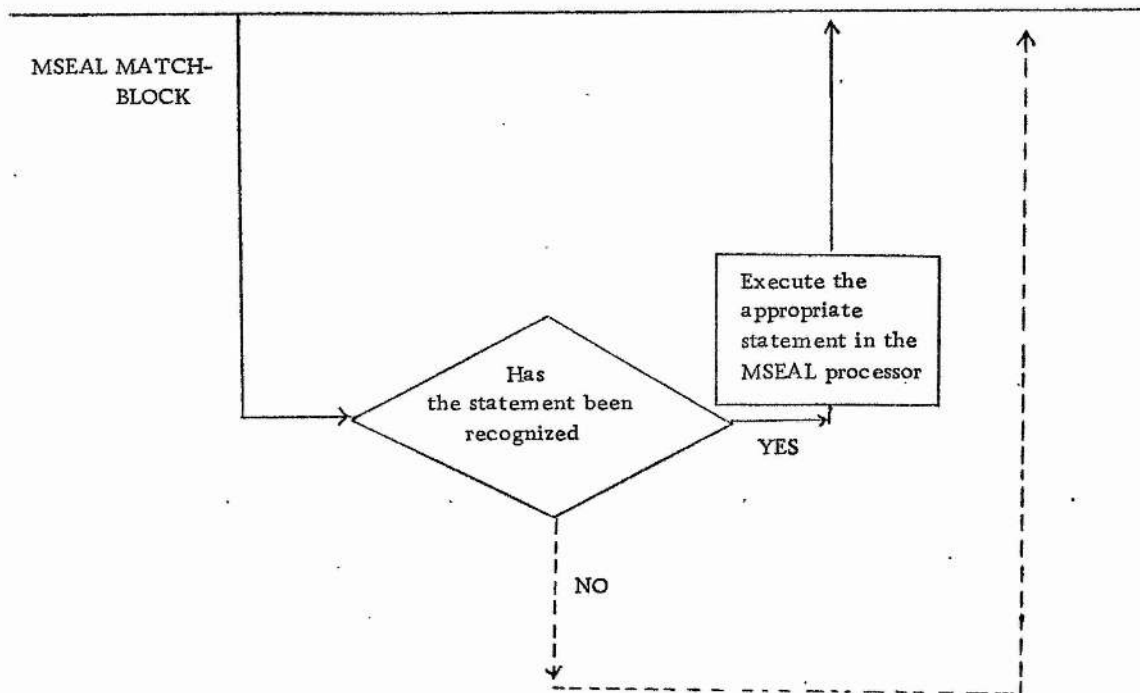 MSEAL MATCH-
BLOCK
Execute the
appropriate
statement in the
MSEAL processor
Has
the statement been
recognized
YES
NO